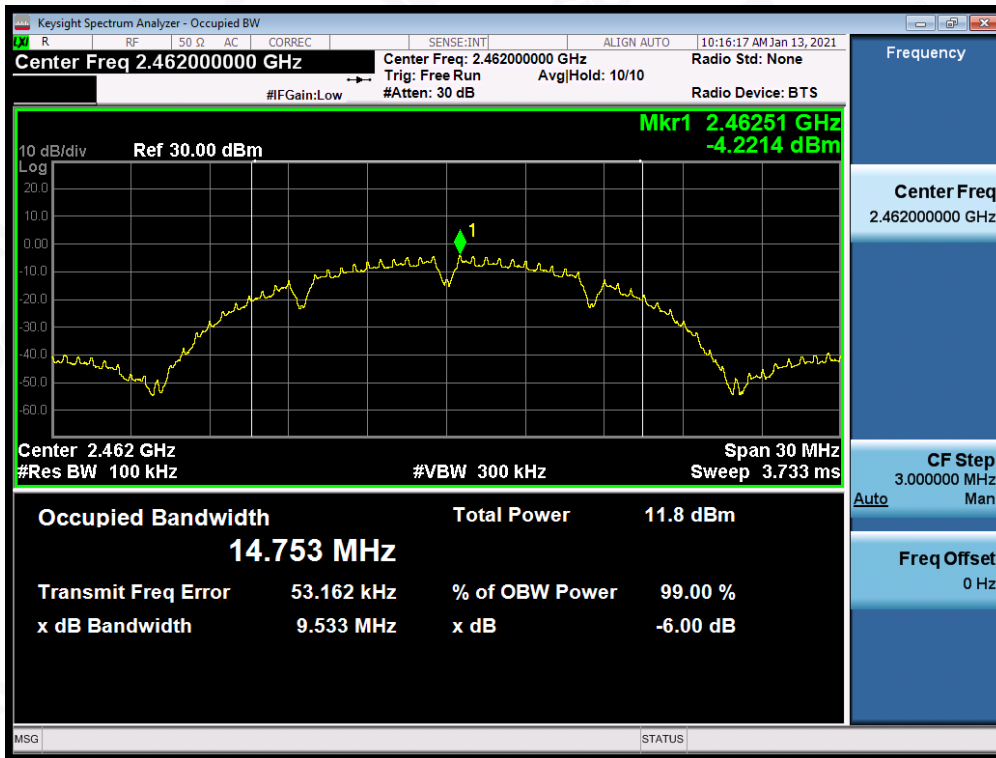 Keysight Spectrum Analyzer - Occupied BW
LXI R RF 50 Ω AC CORREC SENSE:INT ALIGN AUTO 10:16:17 AM Jan 13, 2021
Center Freq 2.462000000 GHz
Center Freq: 2.462000000 GHz
Radio Std: None
Trig: Free Run Avg|Hold: 10/10
#IFGain:Low
#Atten: 30 dB
Radio Device: BTS
Mkr1 2.46251 GHz
-4.2214 dBm
10 dB/div Ref 30.00 dBm
Log
20.0
10.0
0.00
-10.0
-20.0
-30.0
-40.0
-50.0
-60.0
1
Center 2.462 GHz Span 30 MHz
#Res BW 100 kHz #VBW 300 kHz Sweep 3.733 ms
Occupied Bandwidth Total Power 11.8 dBm
14.753 MHz
Transmit Freq Error 53.162 kHz % of OBW Power 99.00 %
x dB Bandwidth 9.533 MHz x dB -6.00 dB
MSG STATUS
Frequency
Center Freq
2.462000000 GHz
CF Step
3.000000 MHz
Auto Man
Freq Offset
0 Hz